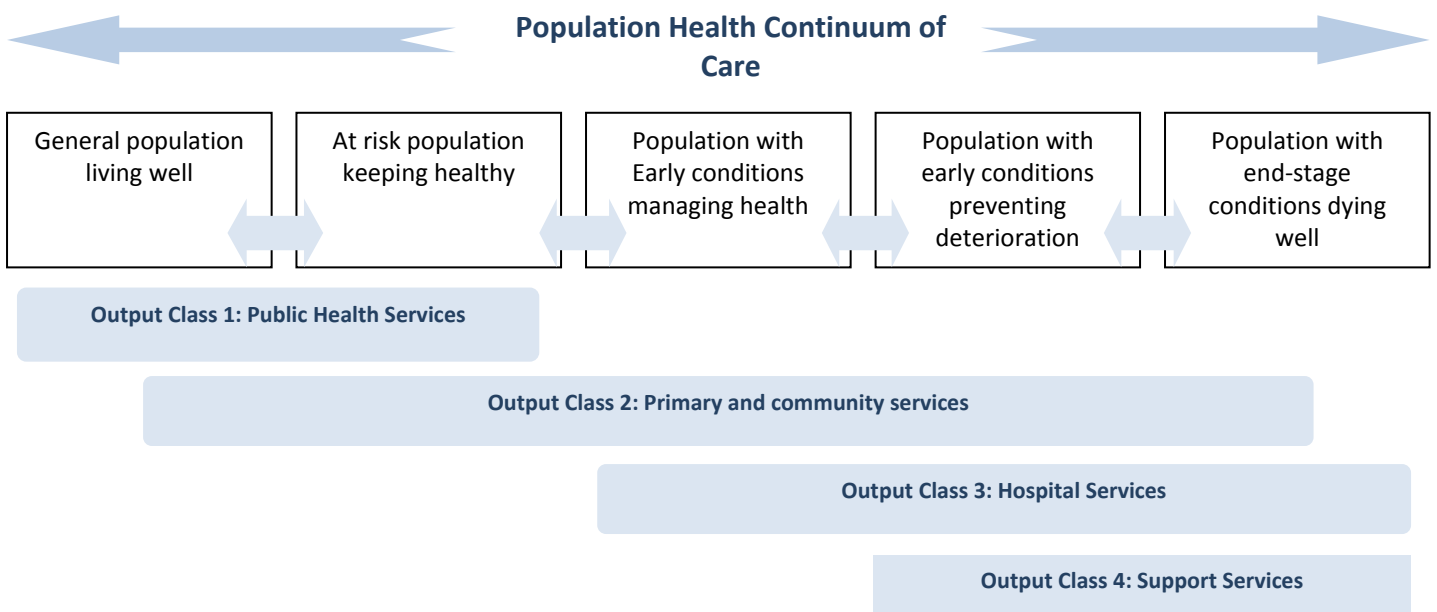 Population Health Continuum of
Care
General population
living well
At risk population
keeping healthy
Population with
Early conditions
managing health
Population with
early conditions
preventing
deterioration
Population with
end-stage
conditions dying
well
Output Class 1: Public Health Services
Output Class 2: Primary and community services
Output Class 3: Hospital Services
Output Class 4: Support Services